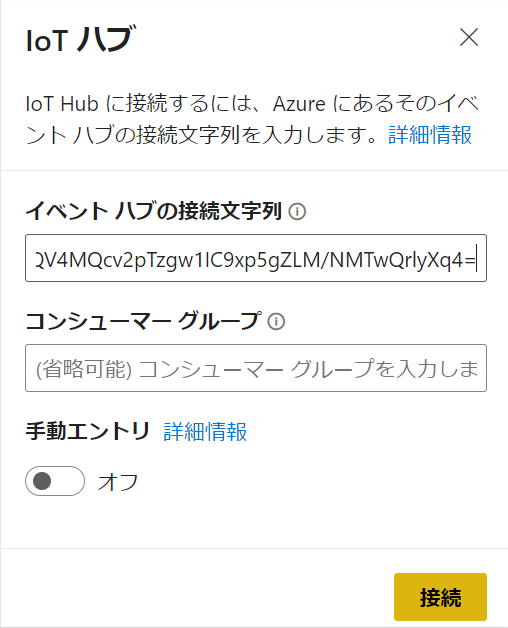 IoT ハブ
IoT Hub に接続するには、Azure にあるそのイベ
ント ハブの接続文字列を入力します。詳細情報
イベント ハブの接続文字列
QV4MQcv2pTzgw1IC9xp5gZLM/NMTwQrlyXq4=
コンシューマー グループ
(省略可能) コンシューマー グループを入力しま
手動エントリ 詳細情報
オフ
接続